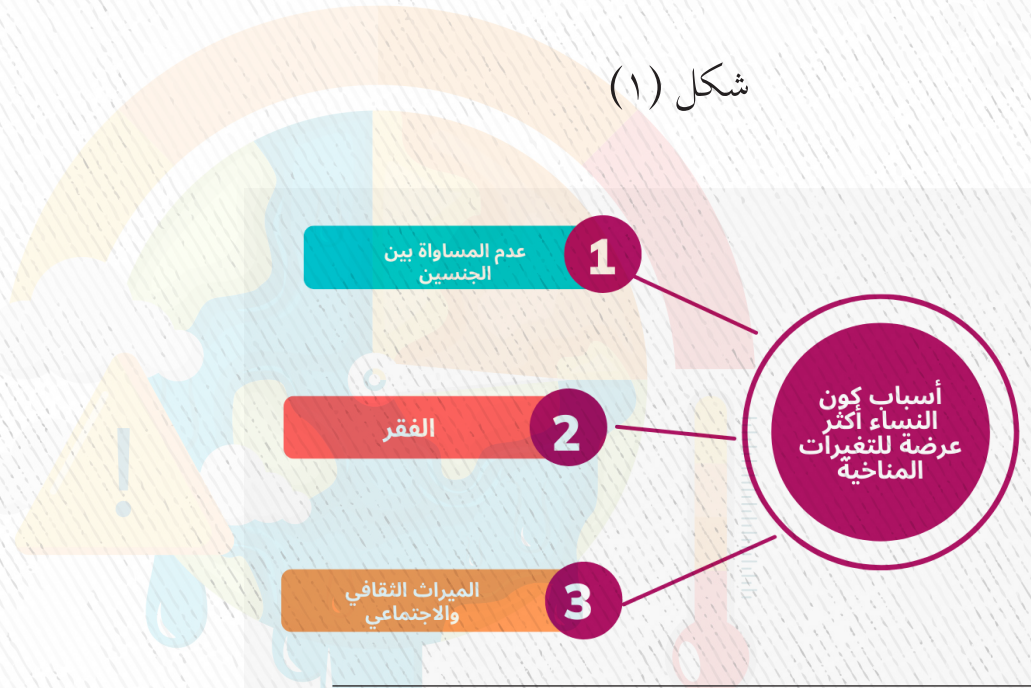 شكل (١)
أسباب كون
النساء أكثر
عرضة للتغيرات
المناخية
1
عدم المساواة بين
الجنسين
2
الفقر
3
الميراث الثقافي
والاجتماعي